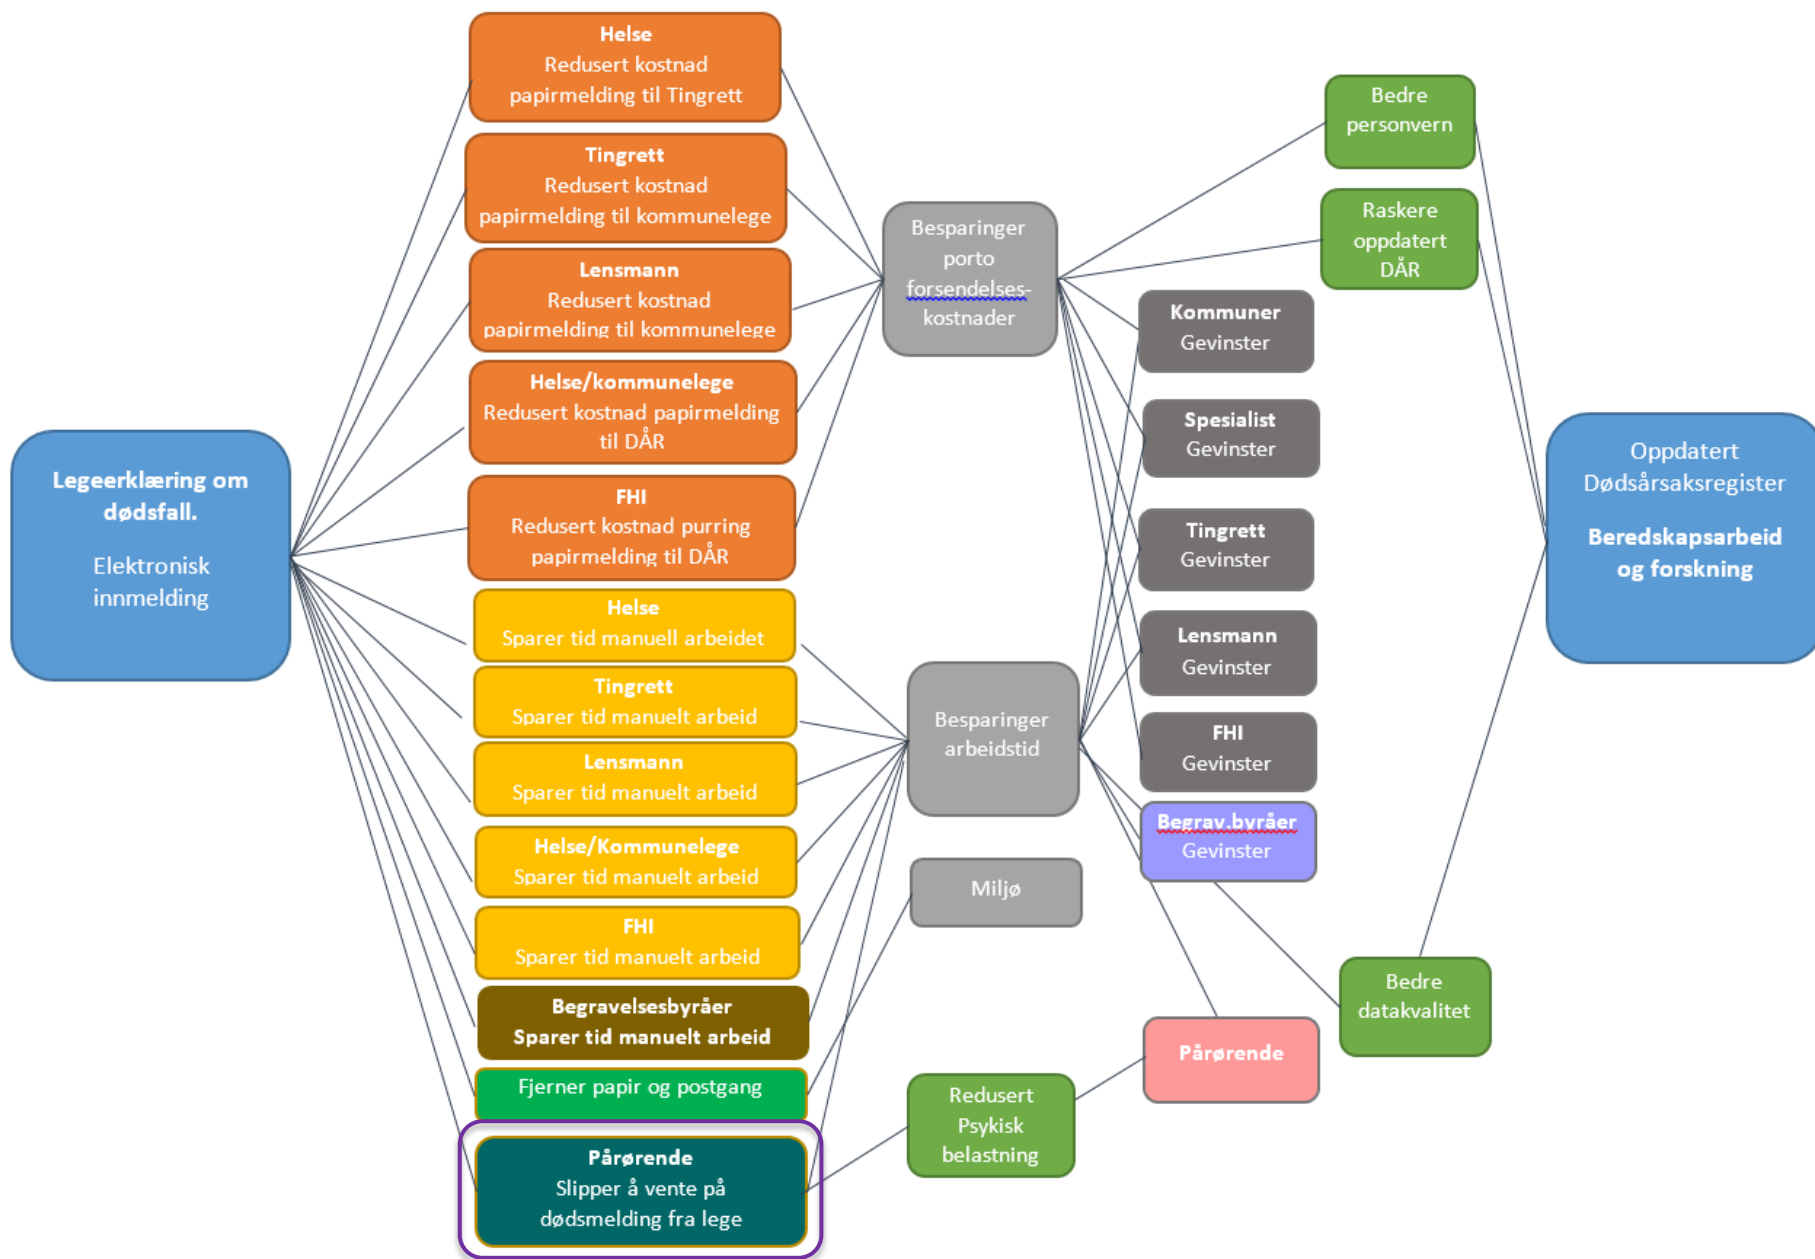 Legeerklæring om
dødsfall.
Elektronisk
innmelding
Helse
Redusert kostnad
papirmelding til Tingrett
Tingrett
Redusert kostnad
papirmelding til kommunelege
Lensmann
Redusert kostnad
papirmelding til kommunelege
Helse/kommunelege
Redusert kostnad papirmelding
til DÅR
FHI
Redusert kostnad purring
papirmelding til DÅR
Helse
Sparer tid manuell arbeidet
Tingrett
Sparer tid manuelt arbeid
Lensmann
Sparer tid manuelt arbeid
Helse/Kommunelege
Sparer tid manuelt arbeid
FHI
Sparer tid manuelt arbeid
Begravelsesbyråer
Sparer tid manuelt arbeid
Fjerner papir og postgang
Pårørende
Slipper å vente på
dødsmelding fra lege
Besparinger
porto
forsendelses-
kostnader
Besparinger
arbeidstid
Miljø
Redusert
Psykisk
belastning
Kommuner
Gevinster
Spesialist
Gevinster
Tingrett
Gevinster
Lensmann
Gevinster
FHI
Gevinster
Begrav.byråer
Gevinster
Pårørende
Bedre
personvern
Raskere
oppdatert
DÅR
Bedre
datakvalitet
Oppdatert
Dødsårsaksregister
Beredskapsarbeid
og forskning